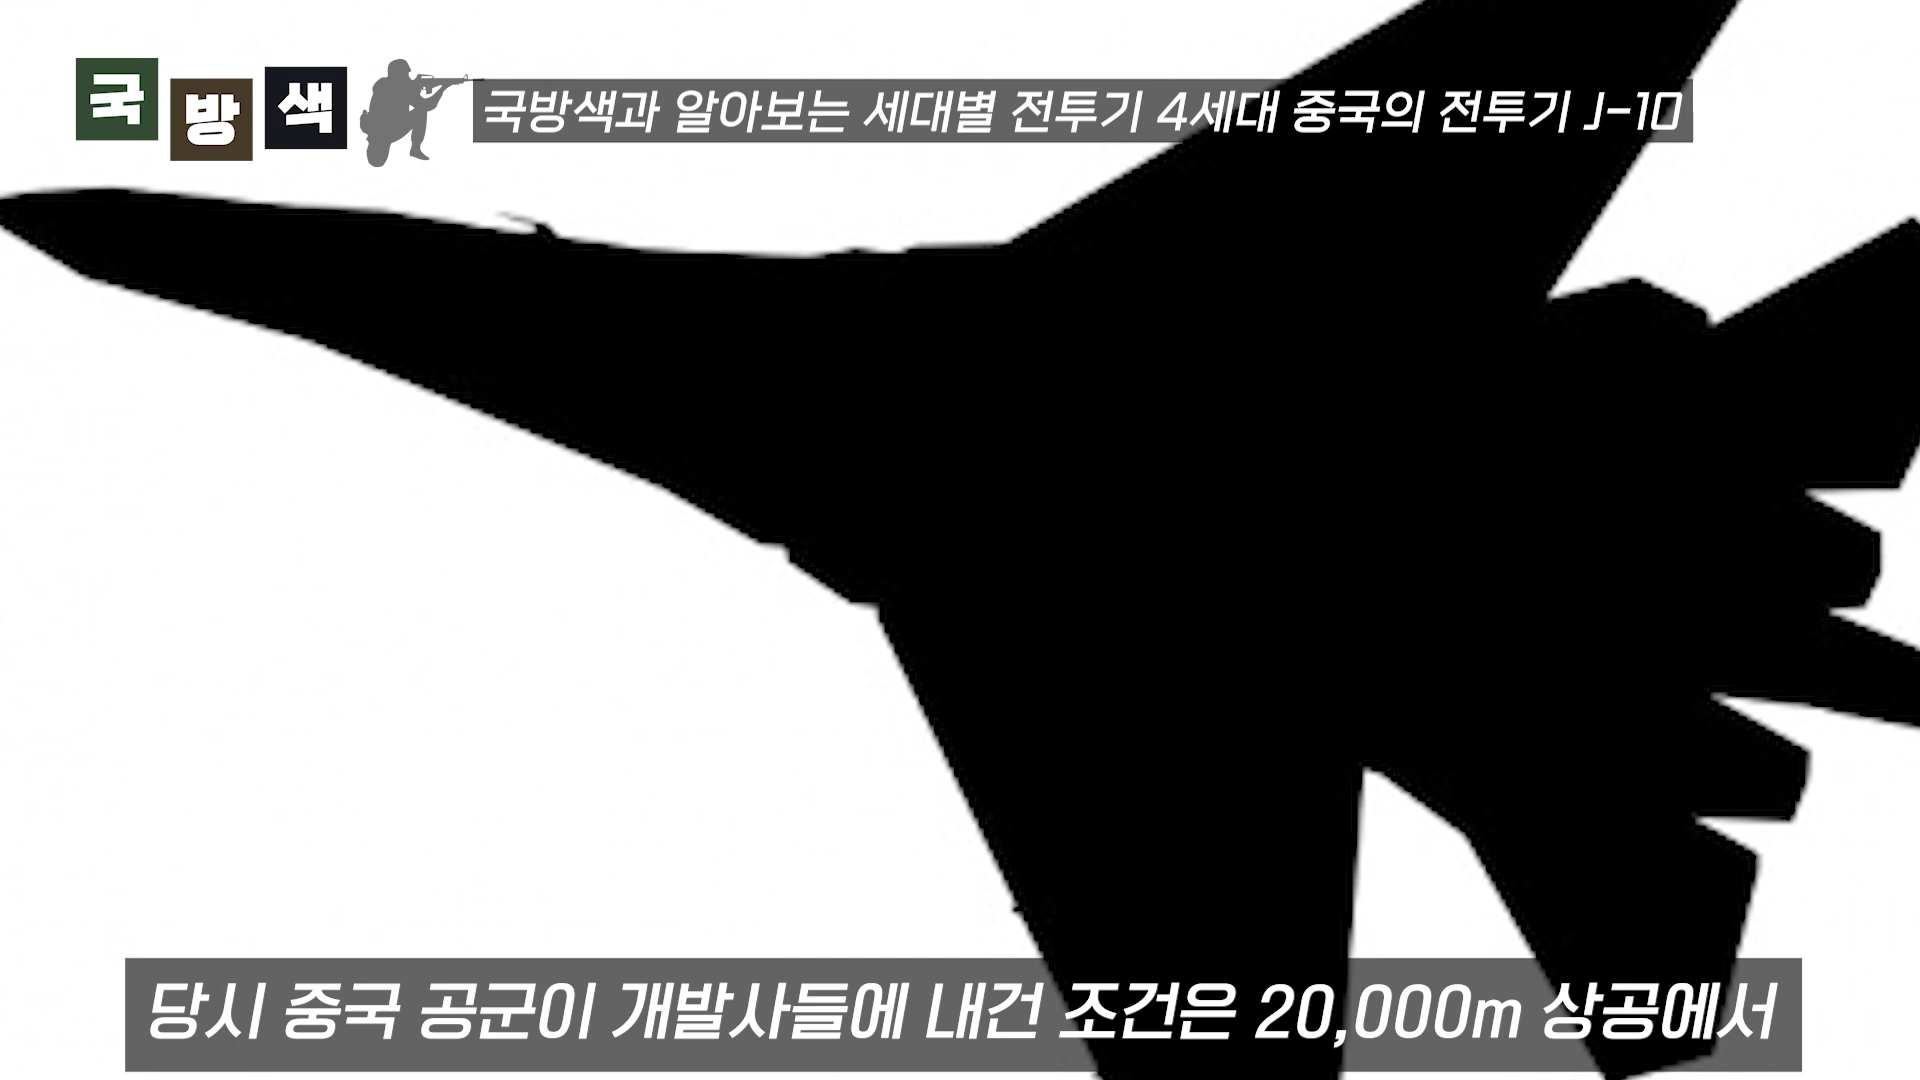 국방색
국방색과 알아보는 세대별 전투기 4세대 중국의 전투기 J-10
당시 중국 공군이 개발사들에 내건 조건은 20,000m 상공에서